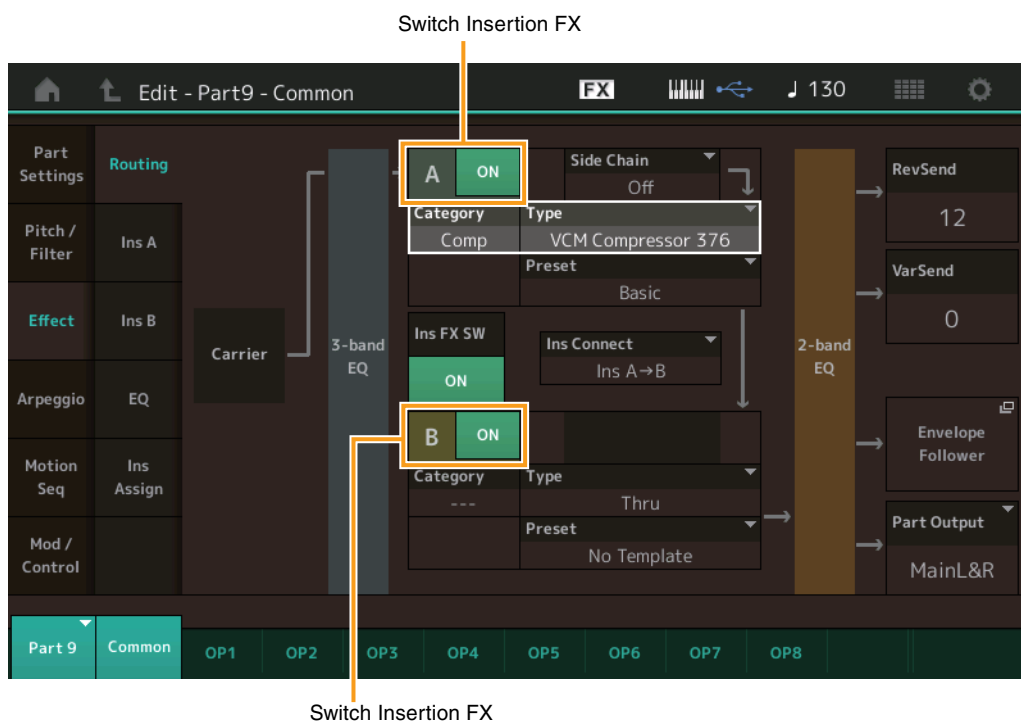 Switch Insertion FX
Edit - Part9 - Common
FX
♩ 130
Part
Settings
Pitch /
Filter
Effect
Arpeggio
Motion
Seq
Mod /
Control
Routing
Ins A
Ins B
EQ
Ins
Assign
Carrier
3-band
EQ
A
ON
Side Chain
Off
Category
Comp
Type
VCM Compressor 376
Preset
Basic
Ins FX SW
ON
Ins Connect
Ins A→B
B
ON
Category
---
Type
Thru
Preset
No Template
2-band
EQ
RevSend
12
VarSend
0
Envelope
Follower
Part Output
MainL&R
Part 9
Common
OP1
OP2
OP3
OP4
OP5
OP6
OP7
OP8
Switch Insertion FX